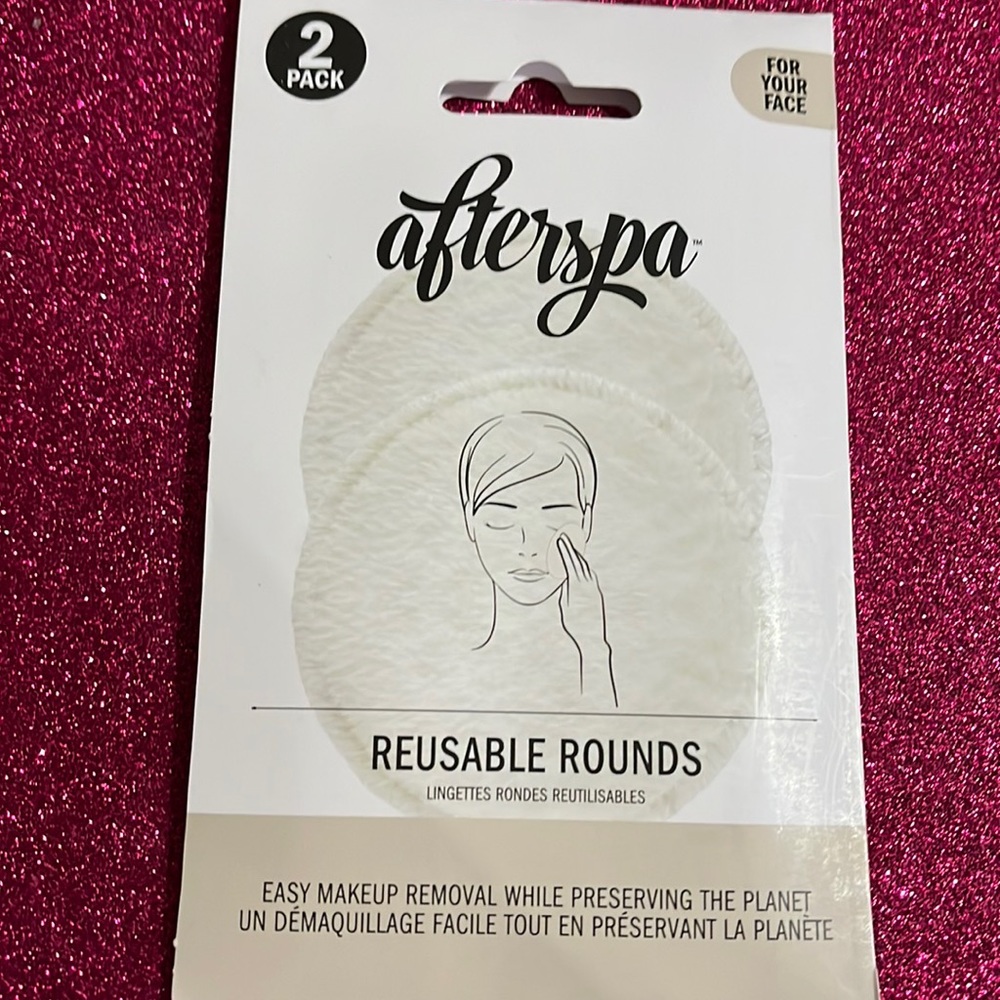 2
PACK
FOR
YOUR
FACE
afterspa™
REUSABLE ROUNDS
LINGETTES RONDES REUTILISABLES
EASY MAKEUP REMOVAL WHILE PRESERVING THE PLANET
UN DÉMAQUILLAGE FACILE TOUT EN PRÉSERVANT LA PLANÈTE